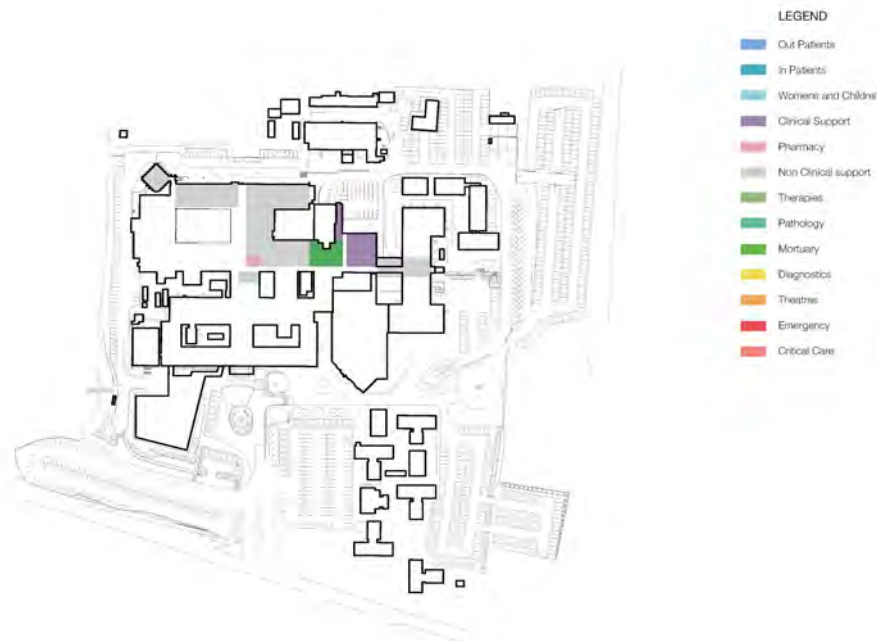 LEGEND
Out Patients
In Patients
Womens and Childre
Clinical Support
Pharmacy
Non Clinical support
Therapies
Pathology
Mortuary
Diagnostics
Theatres
Emergency
Critical Care